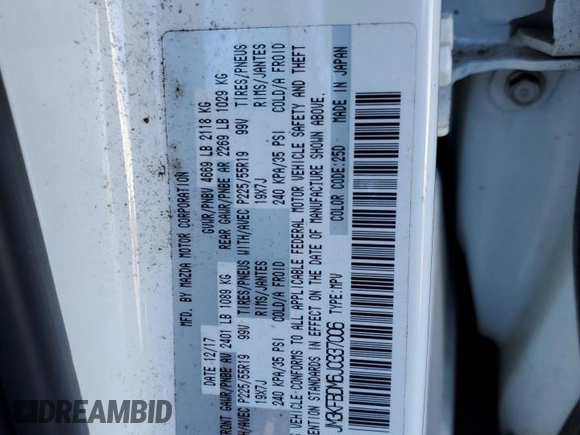 MFD. BY MAZDA MOTOR CORPORATION
DATE 12/17 GVWR/PNBV 4669 LB 2118 KG
FRONT GAWR/PNBE AV 2401 LB 1089 KG REAR GAWR/PNBE AR 2269 LB 1029 KG
WITH/AVEC P225/55R19 99V TIRES/PNEUS WITH/AVEC P225/55R19 99V TIRES/PNEUS
19X7J RIMS/JANTES 19X7J RIMS/JANTES
240 KPA/35 PSI COLD/A FROID 240 KPA/35 PSI COLD/A FROID
VEHICLE CONFORMS TO ALL APPLICABLE FEDERAL MOTOR VEHICLE SAFETY AND THEFT
STANDARDS IN EFFECT ON THE DATE OF MANUFACTURE SHOWN ABOVE.
TYPE:MPV COLOR CODE:25D MADE IN JAPAN
AutoBidMaster